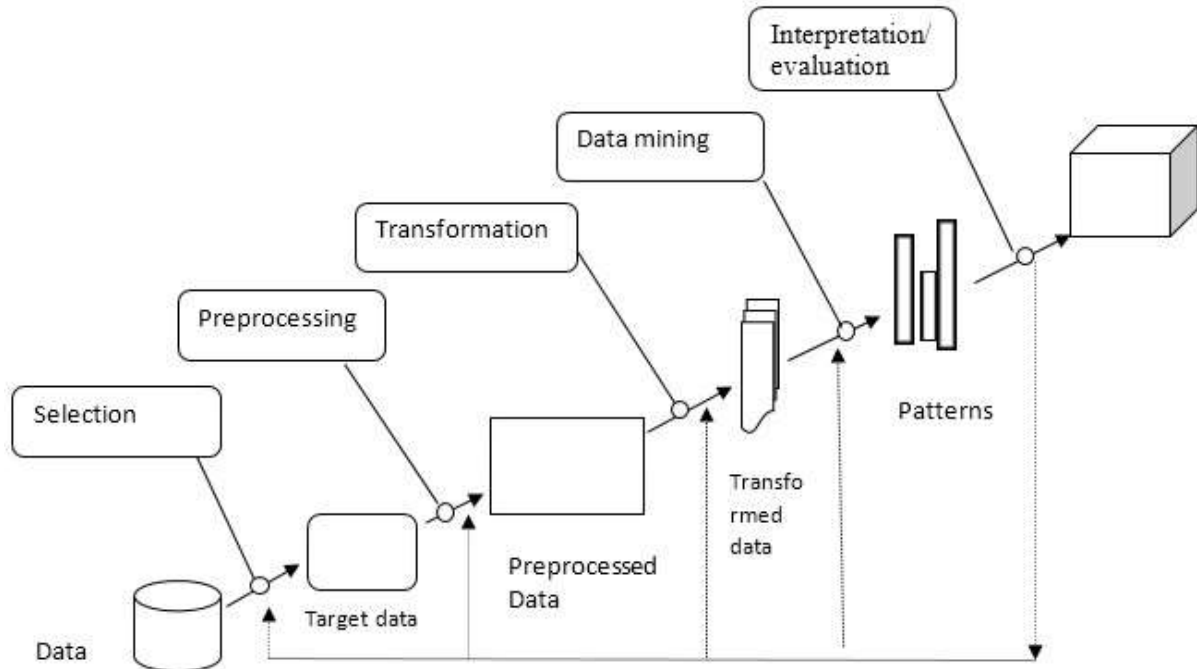 Interpretation/
evaluation
Data mining
Transformation
Preprocessing
Selection
Patterns
Transfo
rmed
data
Preprocessed
Data
Target data
Data